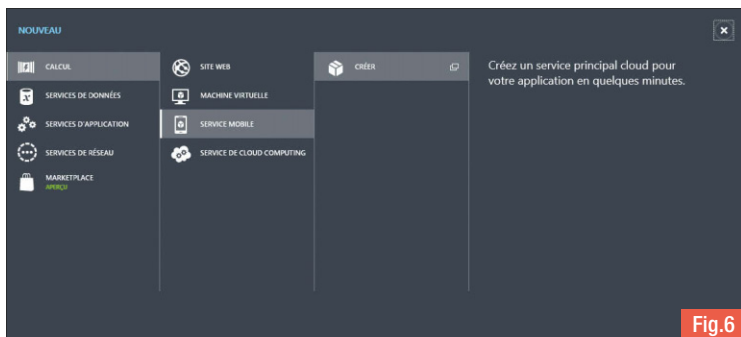 NOUVEAU
CALCUL
SERVICES DE DONNÉES
SERVICES D'APPLICATION
SERVICES DE RÉSEAU
MARKETPLACE
APERÇU
SITE WEB
MACHINE VIRTUELLE
SERVICE MOBILE
SERVICE DE CLOUD COMPUTING
CRÉER
Créez un service principal cloud pour
votre application en quelques minutes.
Fig.6